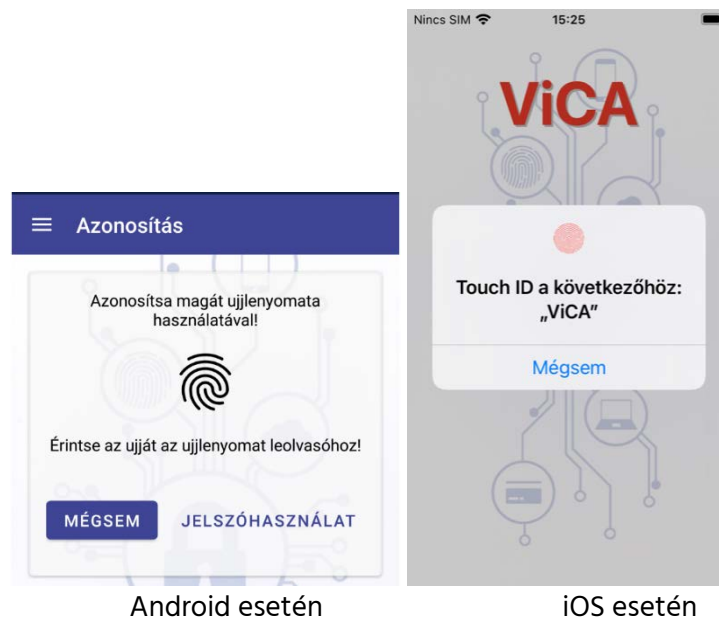 Azonosítás
Azonosítsa magát ujjlenyomata
használatával!
Érintse az ujját az ujjlenyomat leolvasóhoz!
MÉGSEM JELSZÓHASZNÁLAT
Android esetén
Nincs SIM 15:25
ViCA
Touch ID a következőhöz:
„ViCA”
Mégsem
iOS esetén